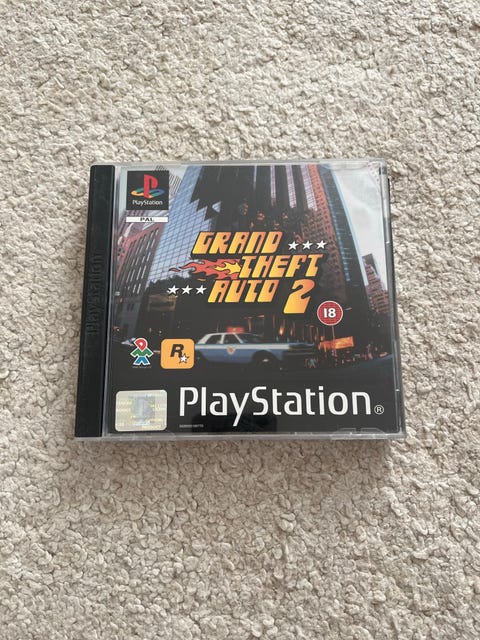 PlayStation
PAL
GRAND
THEFT
AUTO 2
18
R
PlayStation®
PlayStation